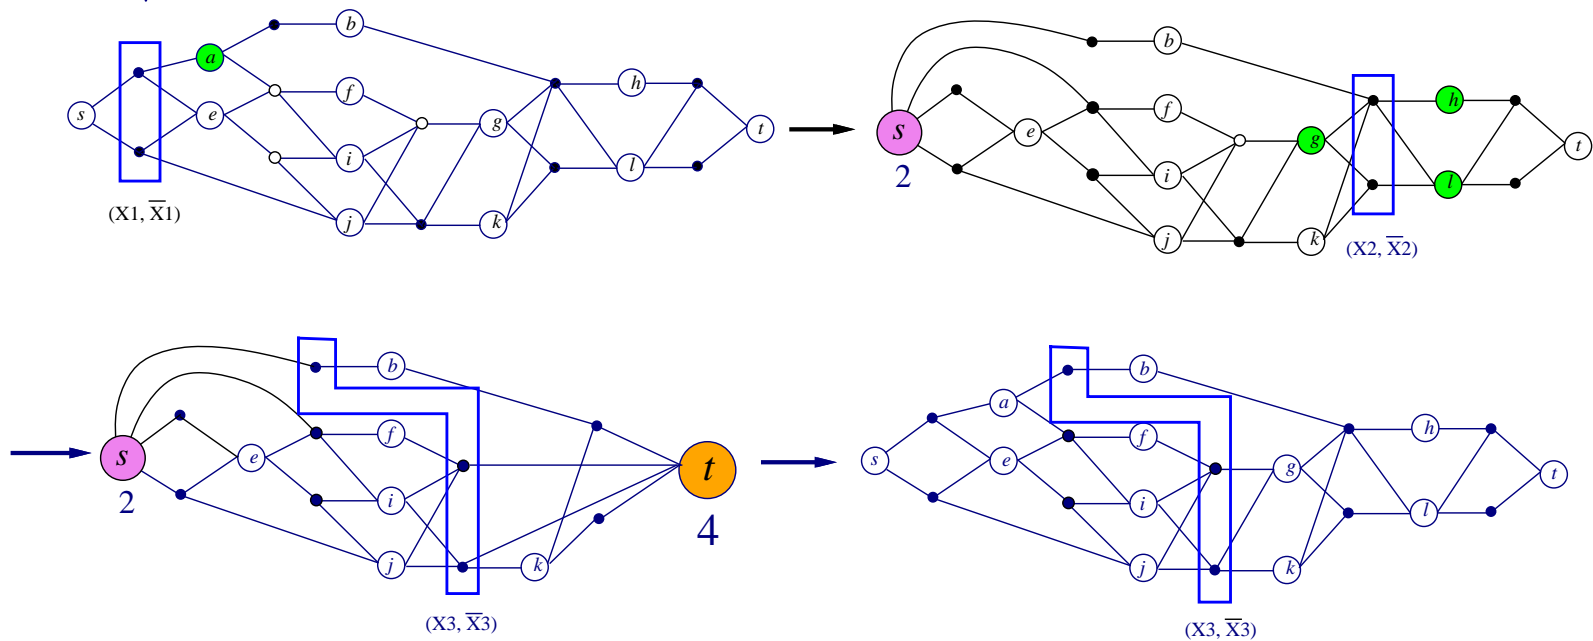 a
b
f
h
s
e
g
t
i
l
j
k
(X1, X̅1)
b
f
h
s
e
g
t
2
i
l
j
k
(X2, X̅2)
b
f
s
e
t
2
i
4
j
k
(X3, X̅3)
b
a
f
h
s
e
g
t
i
l
j
k
(X3, X̅3)